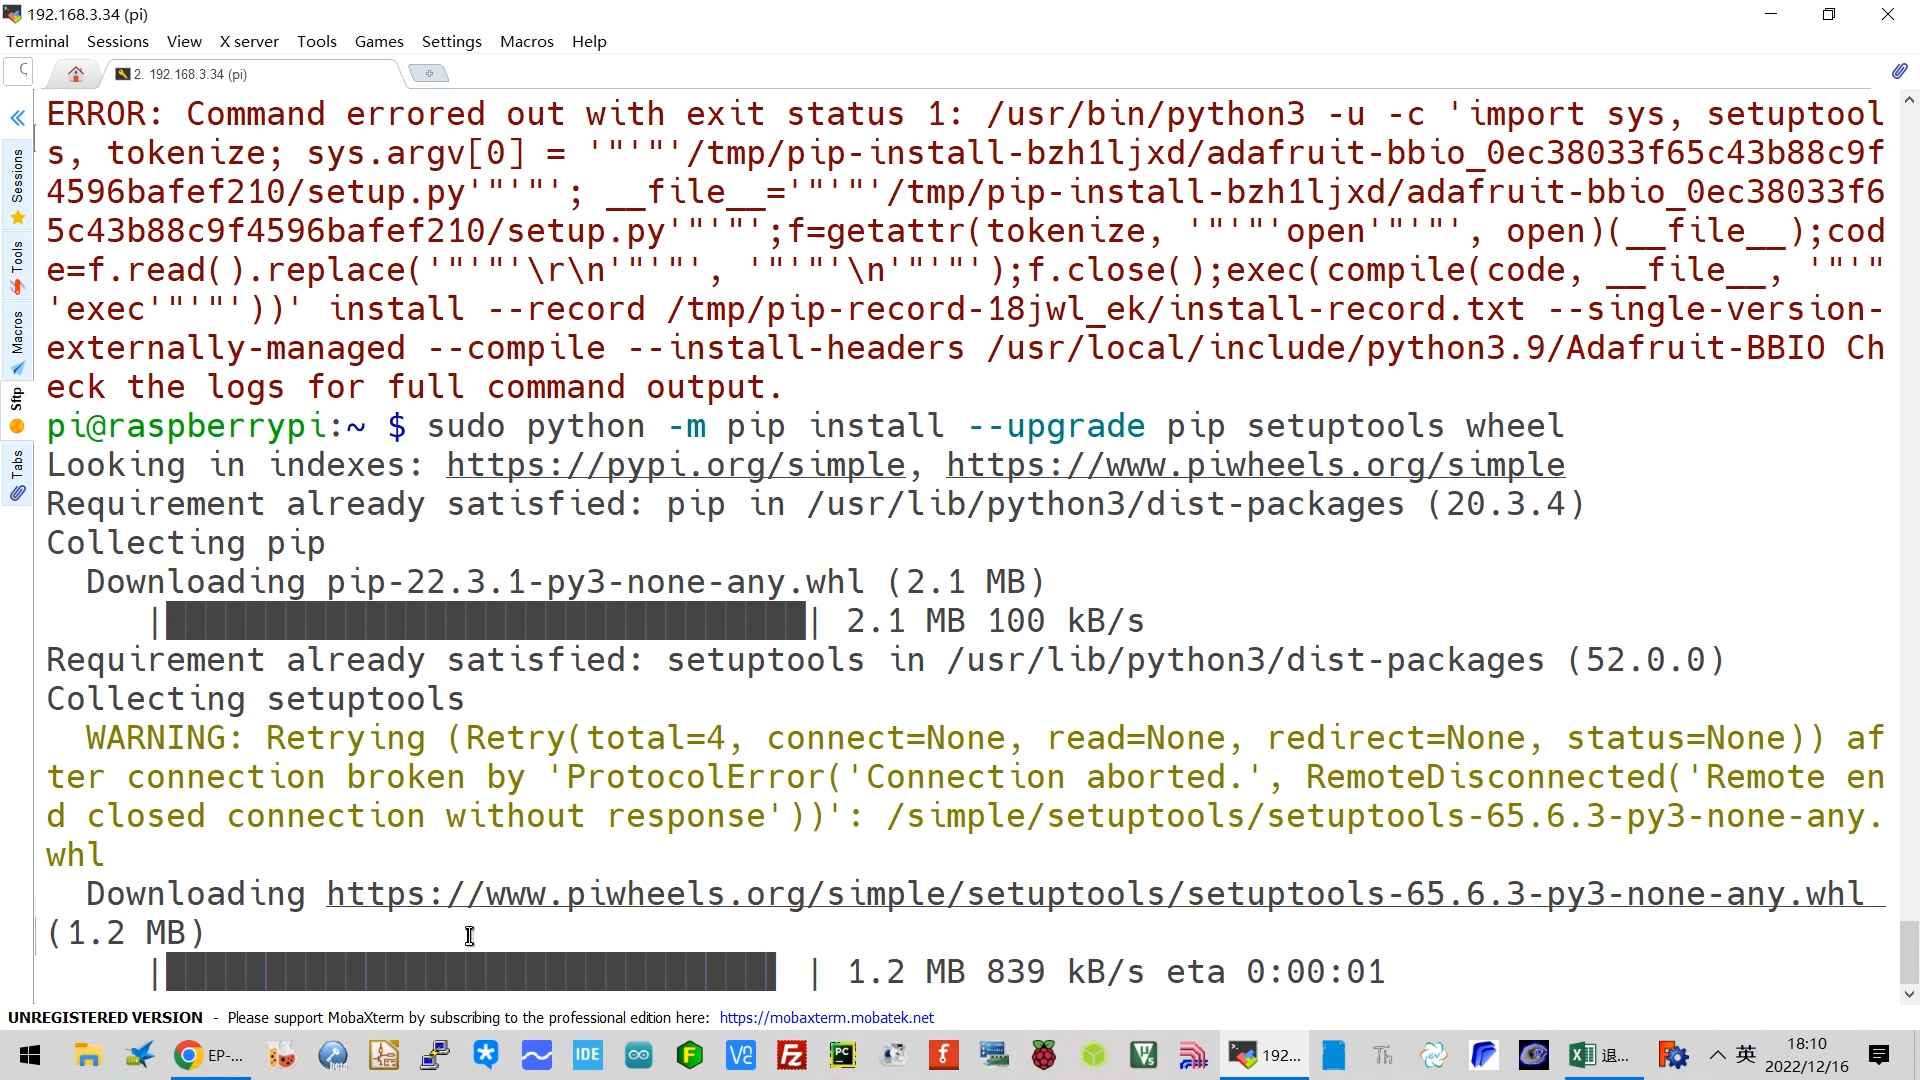 192.168.3.34 (pi)
Terminal Sessions View X server Tools Games Settings Macros Help
2. 192.168.3.34 (pi)
Sessions
Tools
Macros
Sftp
Tabs
ERROR: Command errored out with exit status 1: /usr/bin/python3 -u -c 'import sys, setuptool
s, tokenize; sys.argv[0] = '"'"'/tmp/pip-install-bzh1ljxd/adafruit-bbio_0ec38033f65c43b88c9f
4596bafef210/setup.py'"'"'; __file__='"'"'/tmp/pip-install-bzh1ljxd/adafruit-bbio_0ec38033f6
5c43b88c9f4596bafef210/setup.py'"'"';f=getattr(tokenize, '"'"'open'"'"', open)(__file__);cod
e=f.read().replace('"'"'\r\n'"'"', '"'"'\n'"'"');f.close();exec(compile(code, __file__, '"'"
'exec'"'"'))' install --record /tmp/pip-record-18jwl_ek/install-record.txt --single-version-
externally-managed --compile --install-headers /usr/local/include/python3.9/Adafruit-BBIO Ch
eck the logs for full command output.
pi@raspberrypi:~ $ sudo python -m pip install --upgrade pip setuptools wheel
Looking in indexes: https://pypi.org/simple, https://www.piwheels.org/simple
Requirement already satisfied: pip in /usr/lib/python3/dist-packages (20.3.4)
Collecting pip
Downloading pip-22.3.1-py3-none-any.whl (2.1 MB)
| | 2.1 MB 100 kB/s
Requirement already satisfied: setuptools in /usr/lib/python3/dist-packages (52.0.0)
Collecting setuptools
WARNING: Retrying (Retry(total=4, connect=None, read=None, redirect=None, status=None)) af
ter connection broken by 'ProtocolError('Connection aborted.', RemoteDisconnected('Remote en
d closed connection without response'))': /simple/setuptools/setuptools-65.6.3-py3-none-any.
whl
Downloading https://www.piwheels.org/simple/setuptools/setuptools-65.6.3-py3-none-any.whl
(1.2 MB)
| | 1.2 MB 839 kB/s eta 0:00:01
UNREGISTERED VERSION - Please support MobaXterm by subscribing to the professional edition here: https://mobaxterm.mobatek.net
EP-... IDE PC Th 192... 退... 英 18:10
2022/12/16